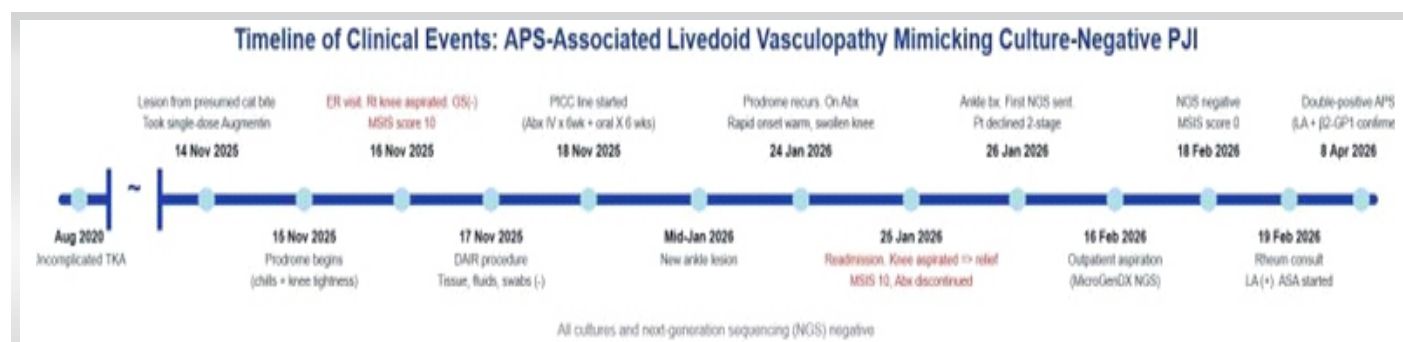 Timeline of Clinical Events: APS-Associated Livedoid Vasculopathy Mimicking Culture-Negative PJI
Lesion from presumed cat bite
Took single-dose Augmentin
14 Nov 2025
ER visit. Rt knee aspirated. GS(-)
MSIS score 10
16 Nov 2025
PICC line started
(Abx IV x 6wk + oral X 6 wks)
18 Nov 2025
Prodrome recurs. On Abx
Rapid onset warm, swollen knee
24 Jan 2026
Ankle bx. First NGS sent.
Pt declined 2-stage
26 Jan 2026
NGS negative
MSIS score 0
18 Feb 2026
Double-positive APS
(LA + β2-GP1 confirme
8 Apr 2026
~
Aug 2020
Incomplicated TKA
15 Nov 2025
Prodrome begins
(chills + knee tightness)
17 Nov 2025
DAIR procedure
Tissue, fluids, swabs (-)
Mid-Jan 2026
New ankle lesion
25 Jan 2026
Readmission. Knee aspirated => relief
MSIS 10, Abx discontinued
16 Feb 2026
Outpatient aspiration
(MicroGenDX NGS)
19 Feb 2026
Rheum consult
LA (+) ASA started
All cultures and next-generation sequencing (NGS) negative